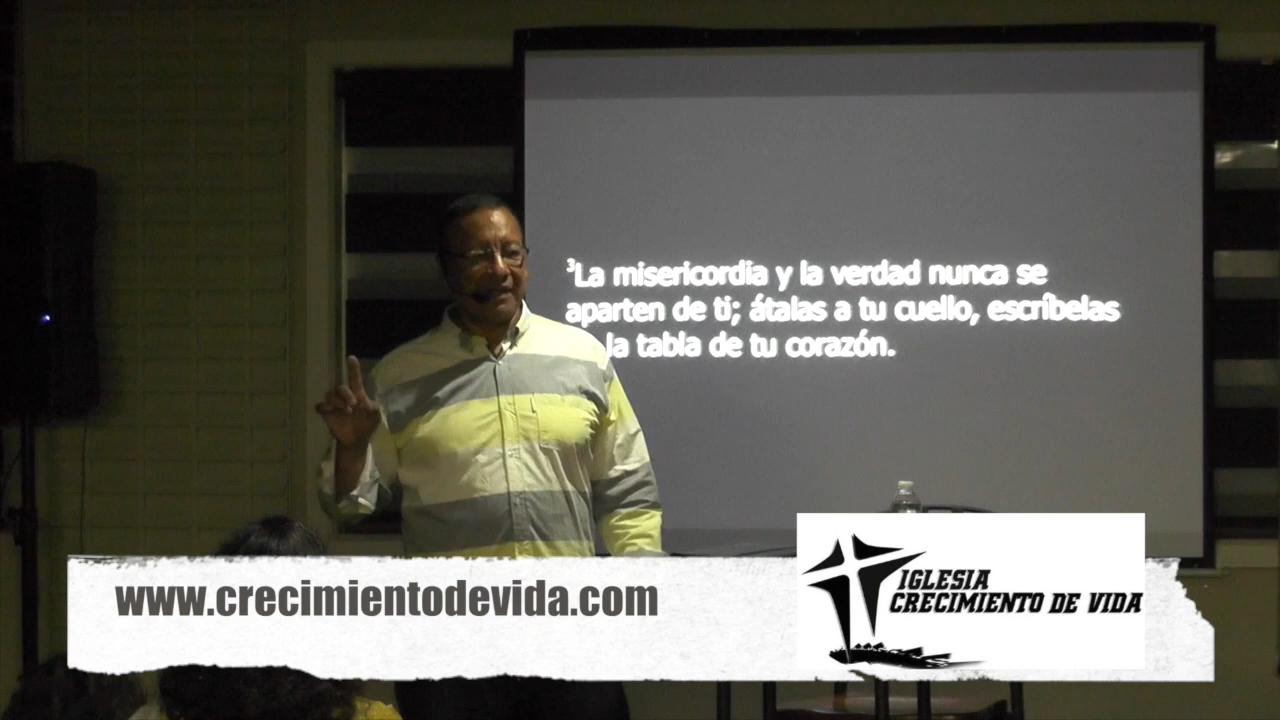 ³La misericordia y la verdad nunca se
aparten de ti; átalas a tu cuello, escríbelas
la tabla de tu corazón.
www.crecimientodevida.com
IGLESIA
CRECIMIENTO DE VIDA